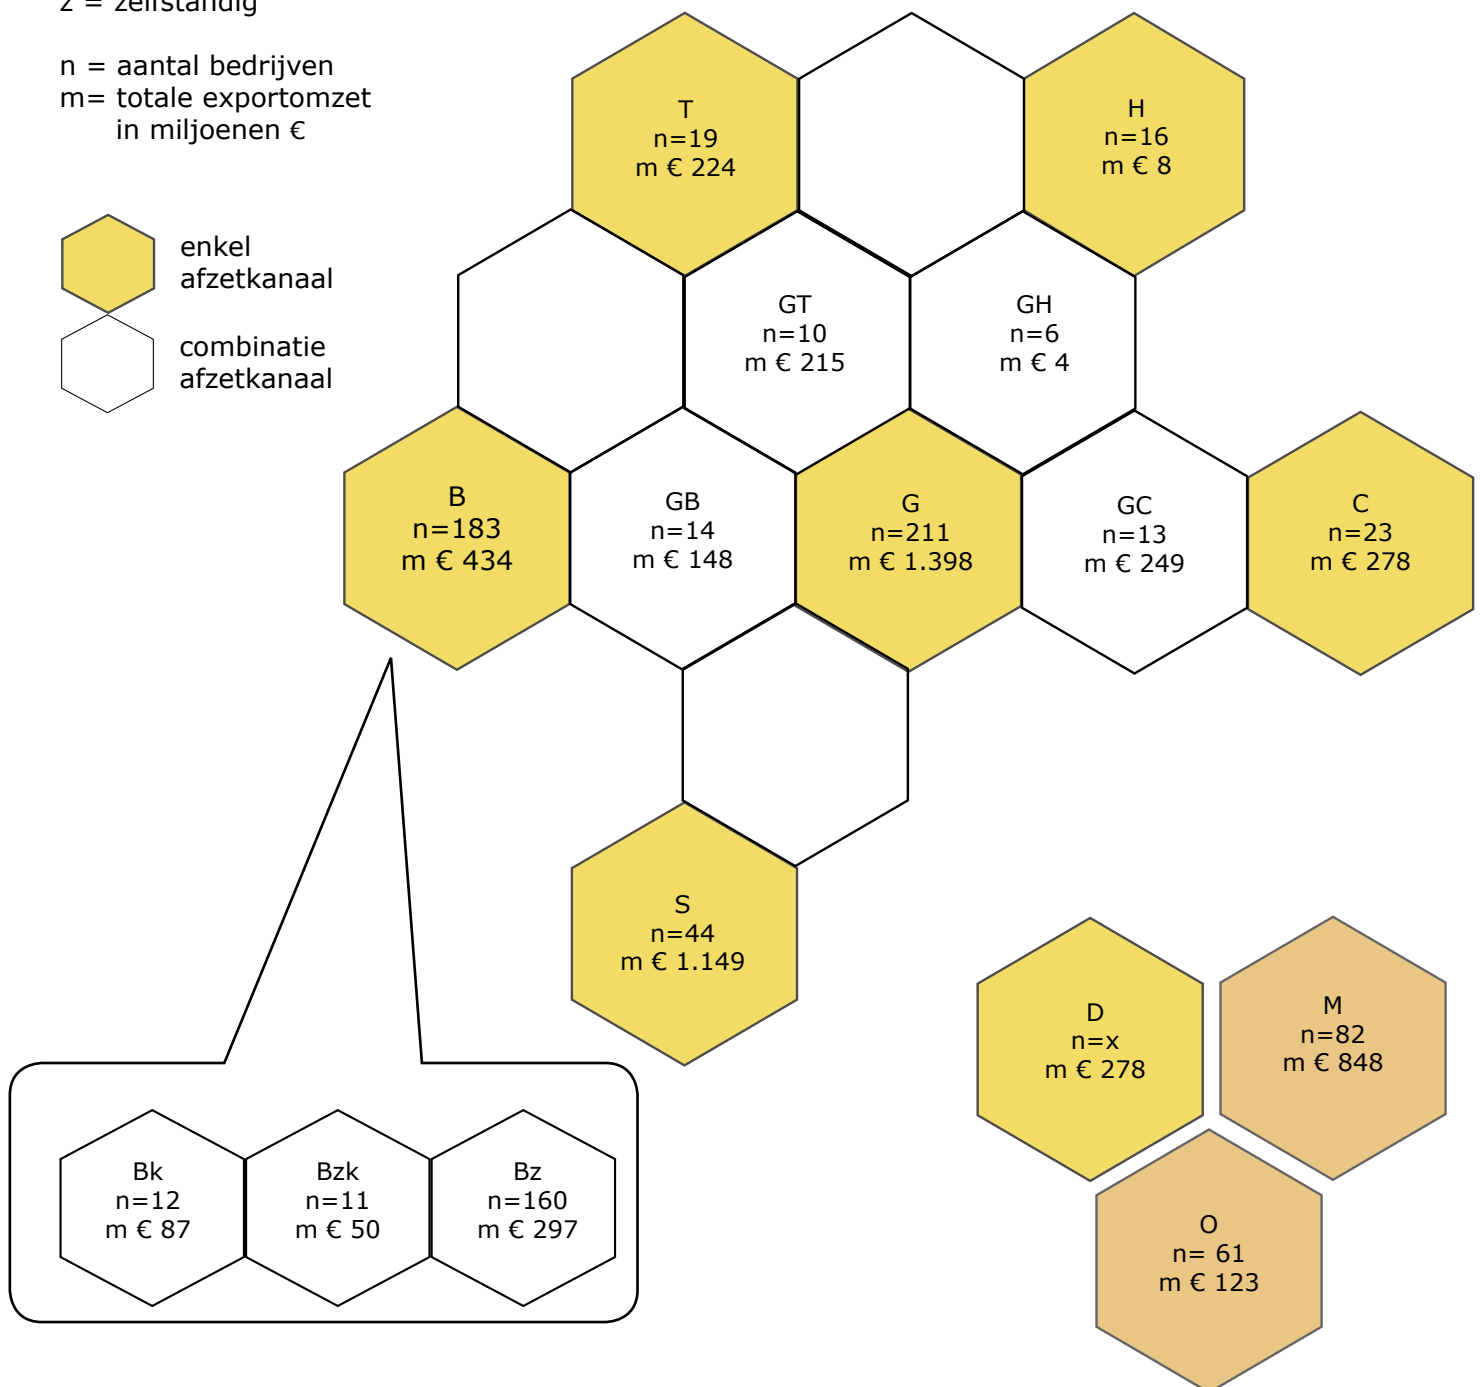 z = zelfstandig
n = aantal bedrijven
m= totale exportomzet
in miljoenen €
enkel
afzetkanaal
combinatie
afzetkanaal
T
n=19
m € 224
H
n=16
m € 8
GT
n=10
m € 215
GH
n=6
m € 4
B
n=183
m € 434
GB
n=14
m € 148
G
n=211
m € 1.398
GC
n=13
m € 249
C
n=23
m € 278
S
n=44
m € 1.149
D
n=x
m € 278
M
n=82
m € 848
O
n= 61
m € 123
Bk
n=12
m € 87
Bzk
n=11
m € 50
Bz
n=160
m € 297